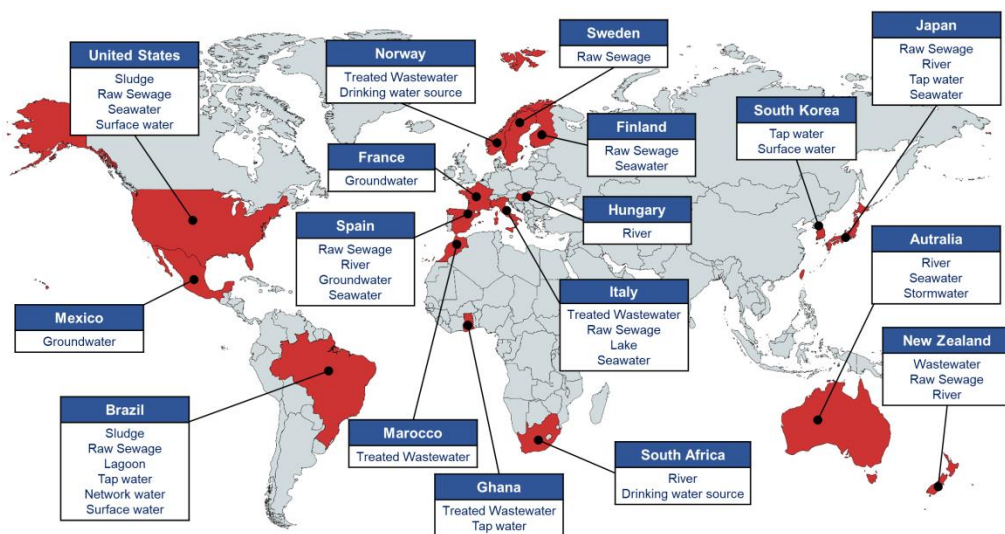 United States
Sludge
Raw Sewage
Seawater
Surface water
Norway
Treated Wastewater
Drinking water source
Sweden
Raw Sewage
Japan
Raw Sewage
River
Tap water
Seawater
South Korea
Tap water
Surface water
Finland
Raw Sewage
Seawater
France
Groundwater
Hungary
River
Spain
Raw Sewage
River
Groundwater
Seawater
Autralia
River
Seawater
Stormwater
Italy
Treated Wastewater
Raw Sewage
Lake
Seawater
Mexico
Groundwater
New Zealand
Wastewater
Raw Sewage
River
Brazil
Sludge
Raw Sewage
Lagoon
Tap water
Network water
Surface water
Marocco
Treated Wastewater
South Africa
River
Drinking water source
Ghana
Treated Wastewater
Tap water